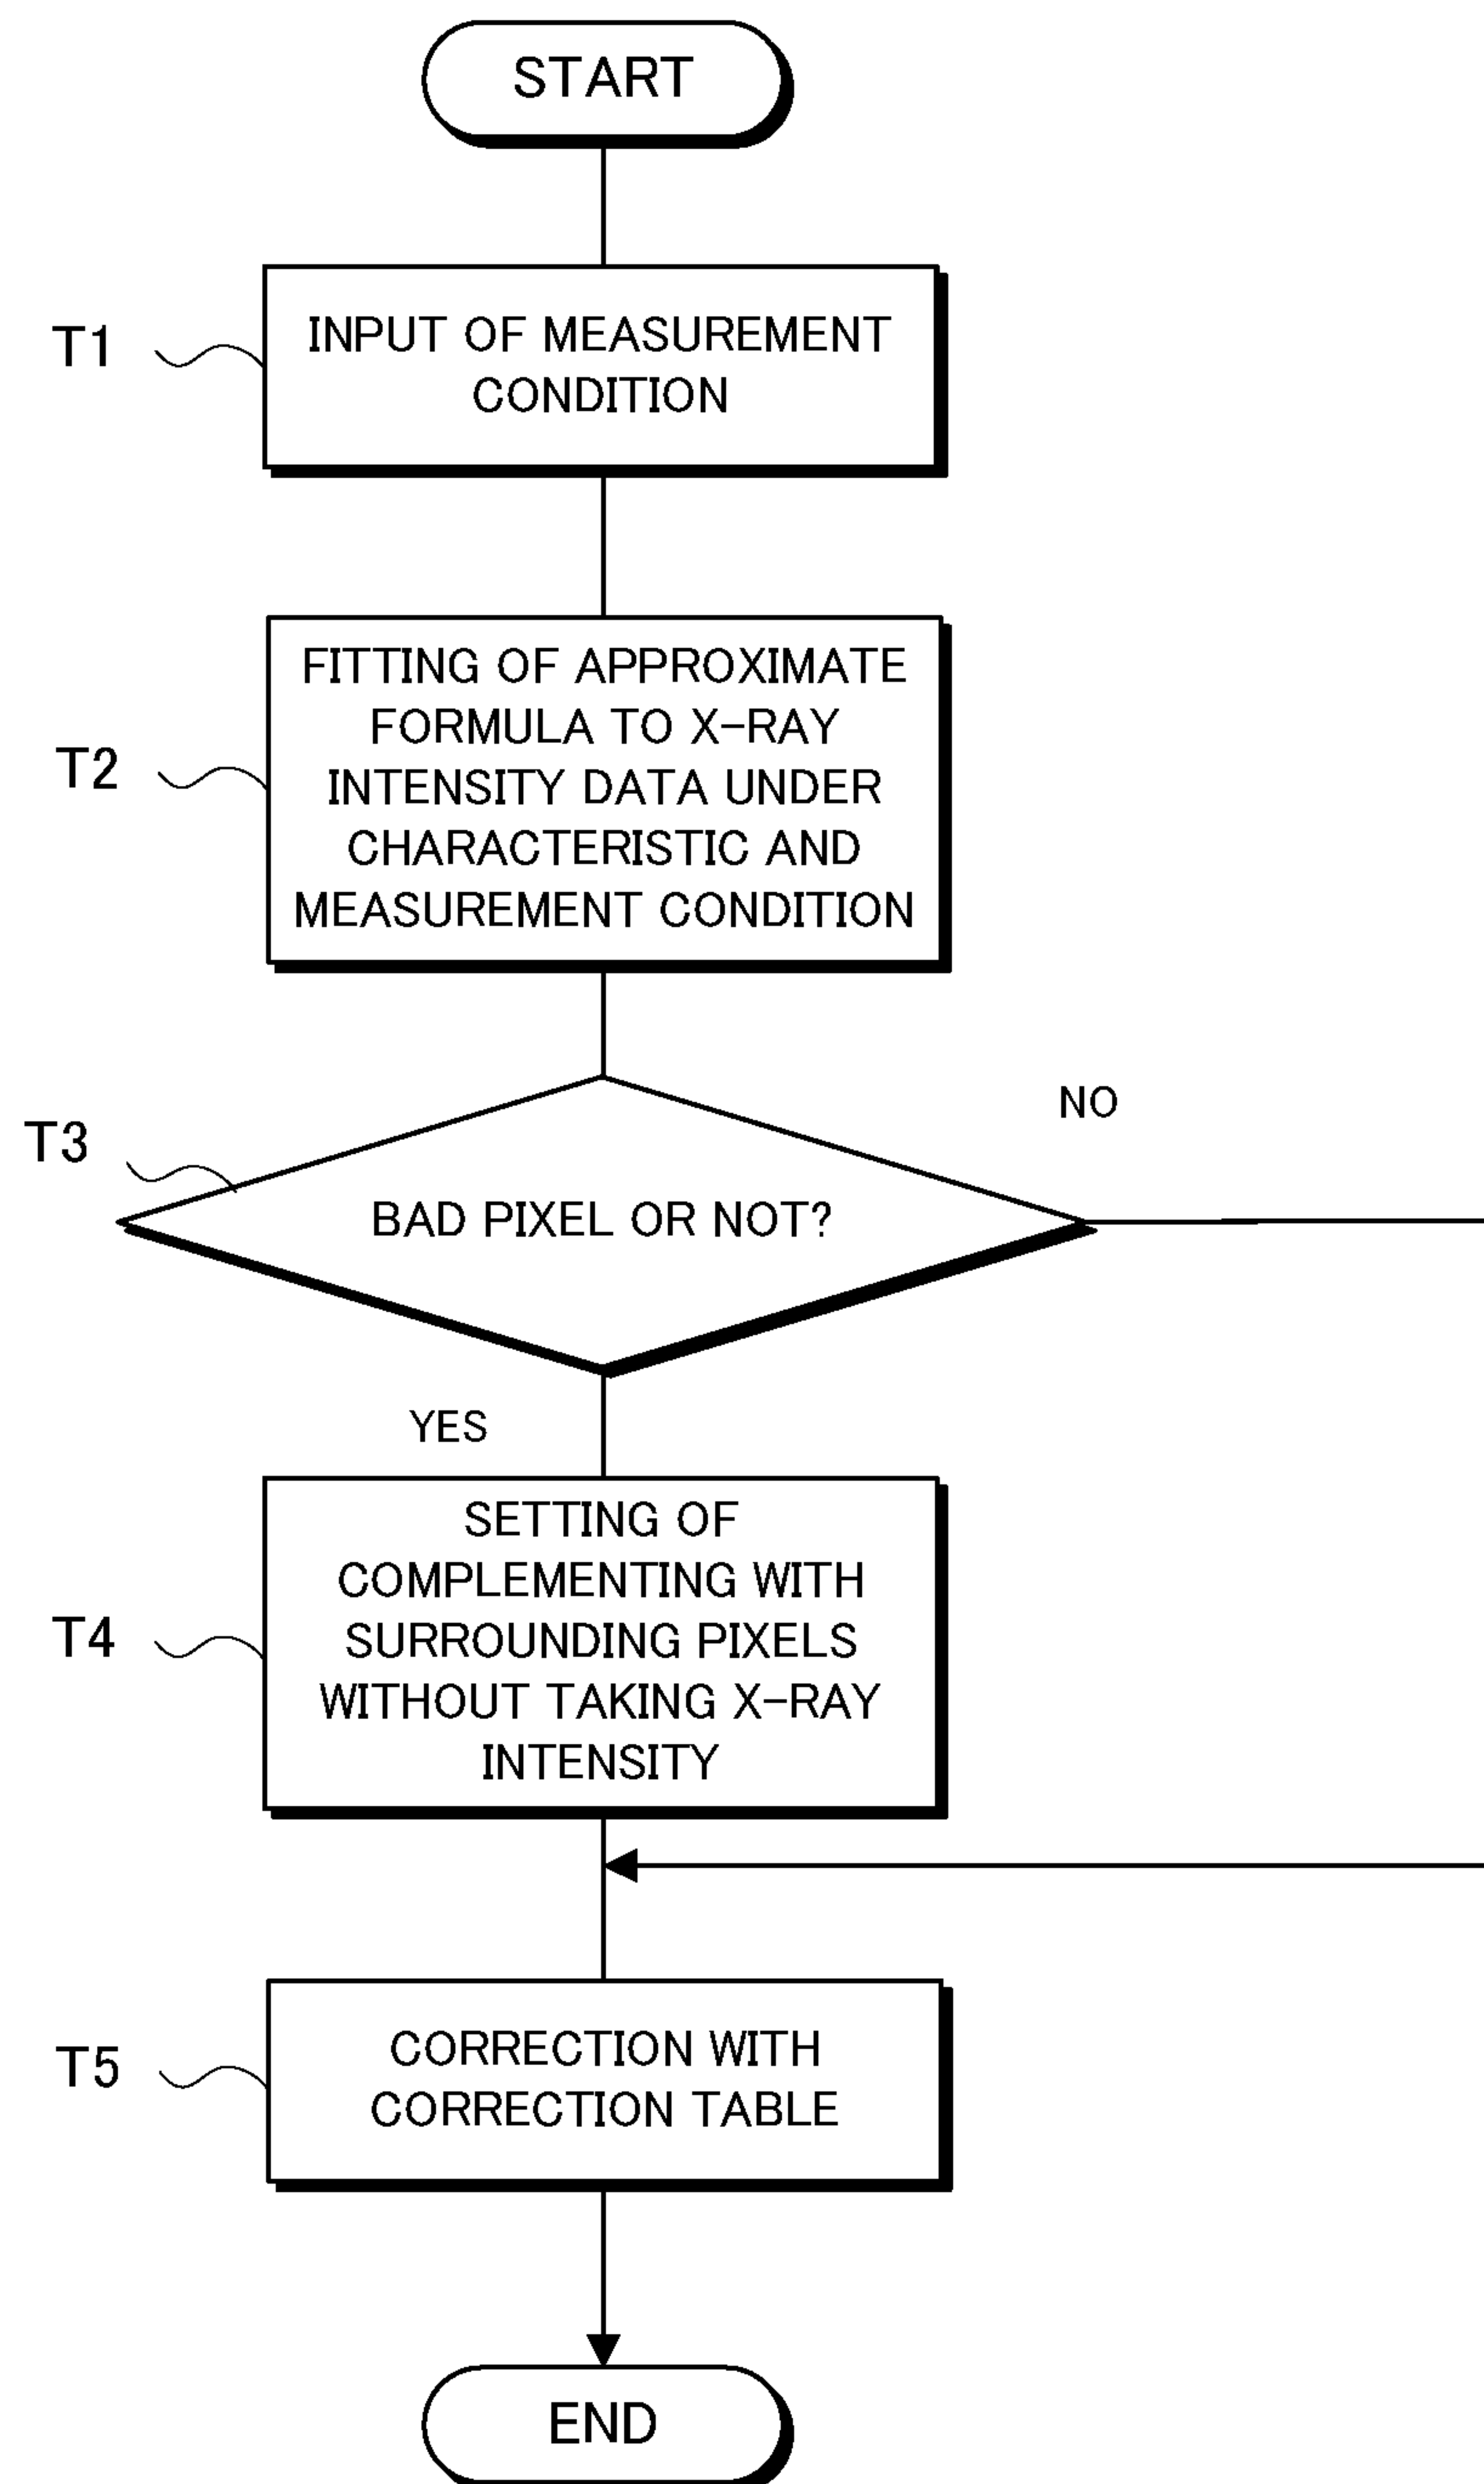 START
T1
INPUT OF MEASUREMENT
CONDITION
T2
FITTING OF APPROXIMATE
FORMULA TO X-RAY
INTENSITY DATA UNDER
CHARACTERISTIC AND
MEASUREMENT CONDITION
T3
BAD PIXEL OR NOT?
NO
YES
T4
SETTING OF
COMPLEMENTING WITH
SURROUNDING PIXELS
WITHOUT TAKING X-RAY
INTENSITY
T5
CORRECTION WITH
CORRECTION TABLE
END